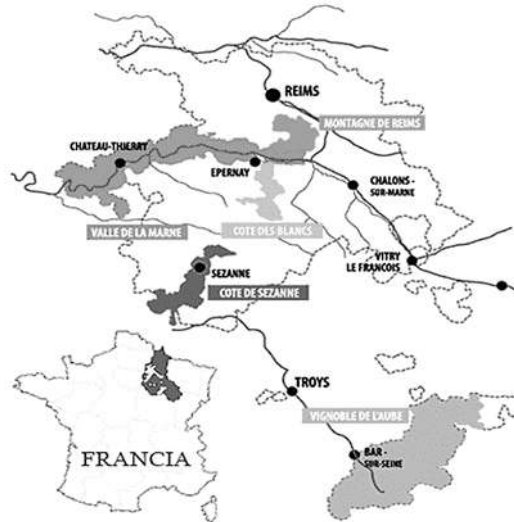 REIMS
MONTAGNE DE REIMS
CHATEAU-THIERRY
EPERNAY
CHALONS -
SUR-MARNE
VALLE DE LA MARNE
COTE DES BLANCS
VITRY
LE FRANCOIS
SEZANNE
COTE DE SEZANNE
TROYS
VIGNOBLE DE L'AUBE
BAR -
SUR-SEINE
FRANCIA